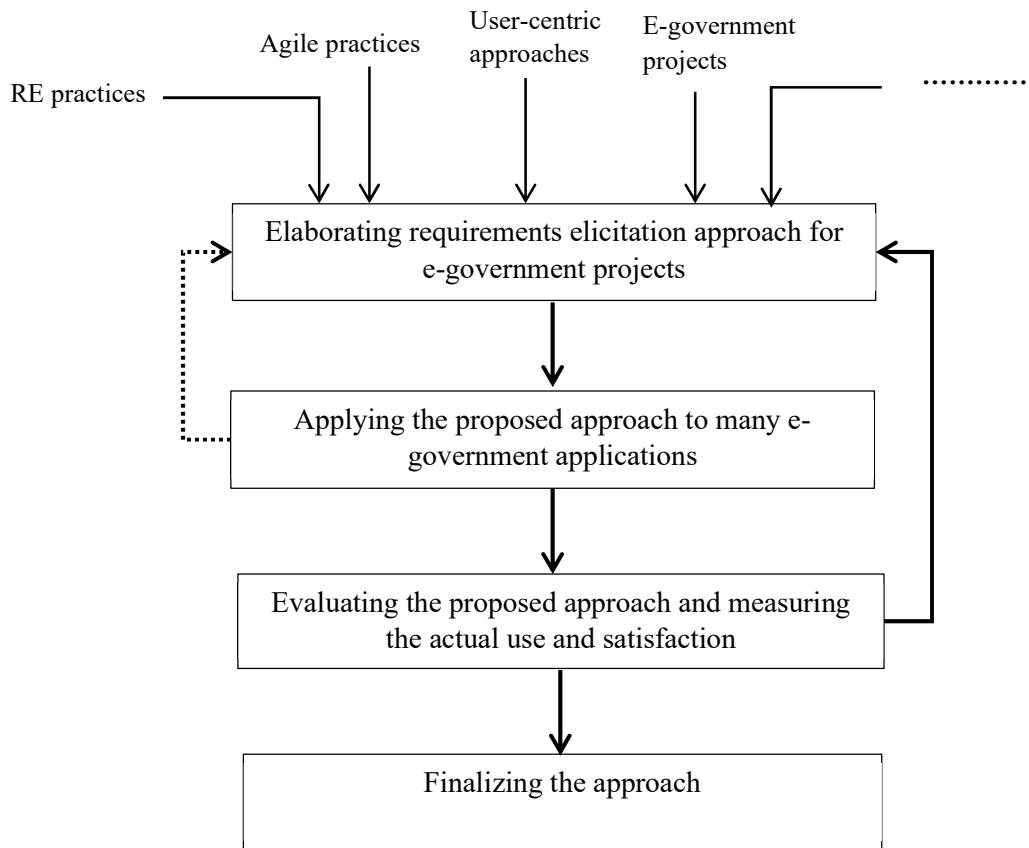 User-centric
approaches
E-government
projects
Agile practices
RE practices
Elaborating requirements elicitation approach for
e-government projects
Applying the proposed approach to many e-
government applications
Evaluating the proposed approach and measuring
the actual use and satisfaction
Finalizing the approach